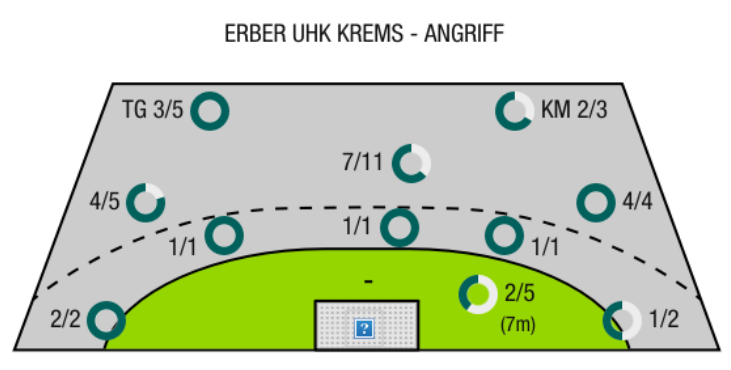 ERBER UHK KREMS - ANGRIFF
TG 3/5
KM 2/3
7/11
4/5
4/4
1/1
1/1
1/1
-
2/5
(7m)
2/2
1/2
?